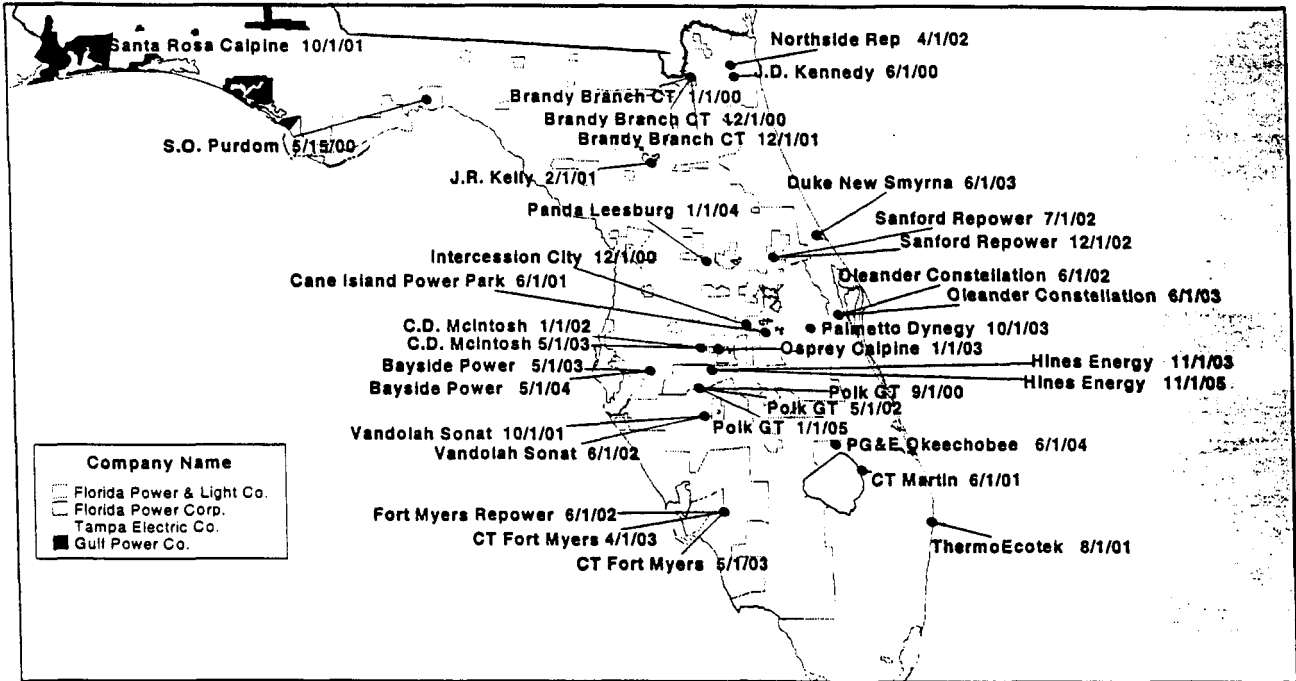 Santa Rosa Calpine 10/1/01
Northside Rep 4/1/02
J.D. Kennedy 6/1/00
Brandy Branch CT 1/1/00
Brandy Branch CT 12/1/00
Brandy Branch CT 12/1/01
S.O. Purdom 5/15/00
J.R. Kelly 2/1/01
Duke New Smyrna 6/1/03
Panda Leesburg 1/1/04
Sanford Repower 7/1/02
Sanford Repower 12/1/02
Intercession City 12/1/00
Cane Island Power Park 6/1/01
Oleander Constellation 6/1/02
Oleander Constellation 6/1/03
C.D. McIntosh 1/1/02
Palmetto Dynegy 10/1/03
C.D. McIntosh 5/1/03
Osprey Calpine 1/1/03
Bayside Power 5/1/03
Hines Energy 11/1/03
Bayside Power 5/1/04
Hines Energy 11/1/05
Polk GT 9/1/00
Polk GT 5/1/02
Polk GT 1/1/05
Vandolah Sonat 10/1/01
Vandolah Sonat 6/1/02
PG&E Okeechobee 6/1/04
CT Martin 6/1/01
Fort Myers Repower 6/1/02
CT Fort Myers 4/1/03
CT Fort Myers 5/1/03
ThermoEcotek 8/1/01
Company Name
Florida Power & Light Co.
Florida Power Corp.
Tampa Electric Co.
Gulf Power Co.